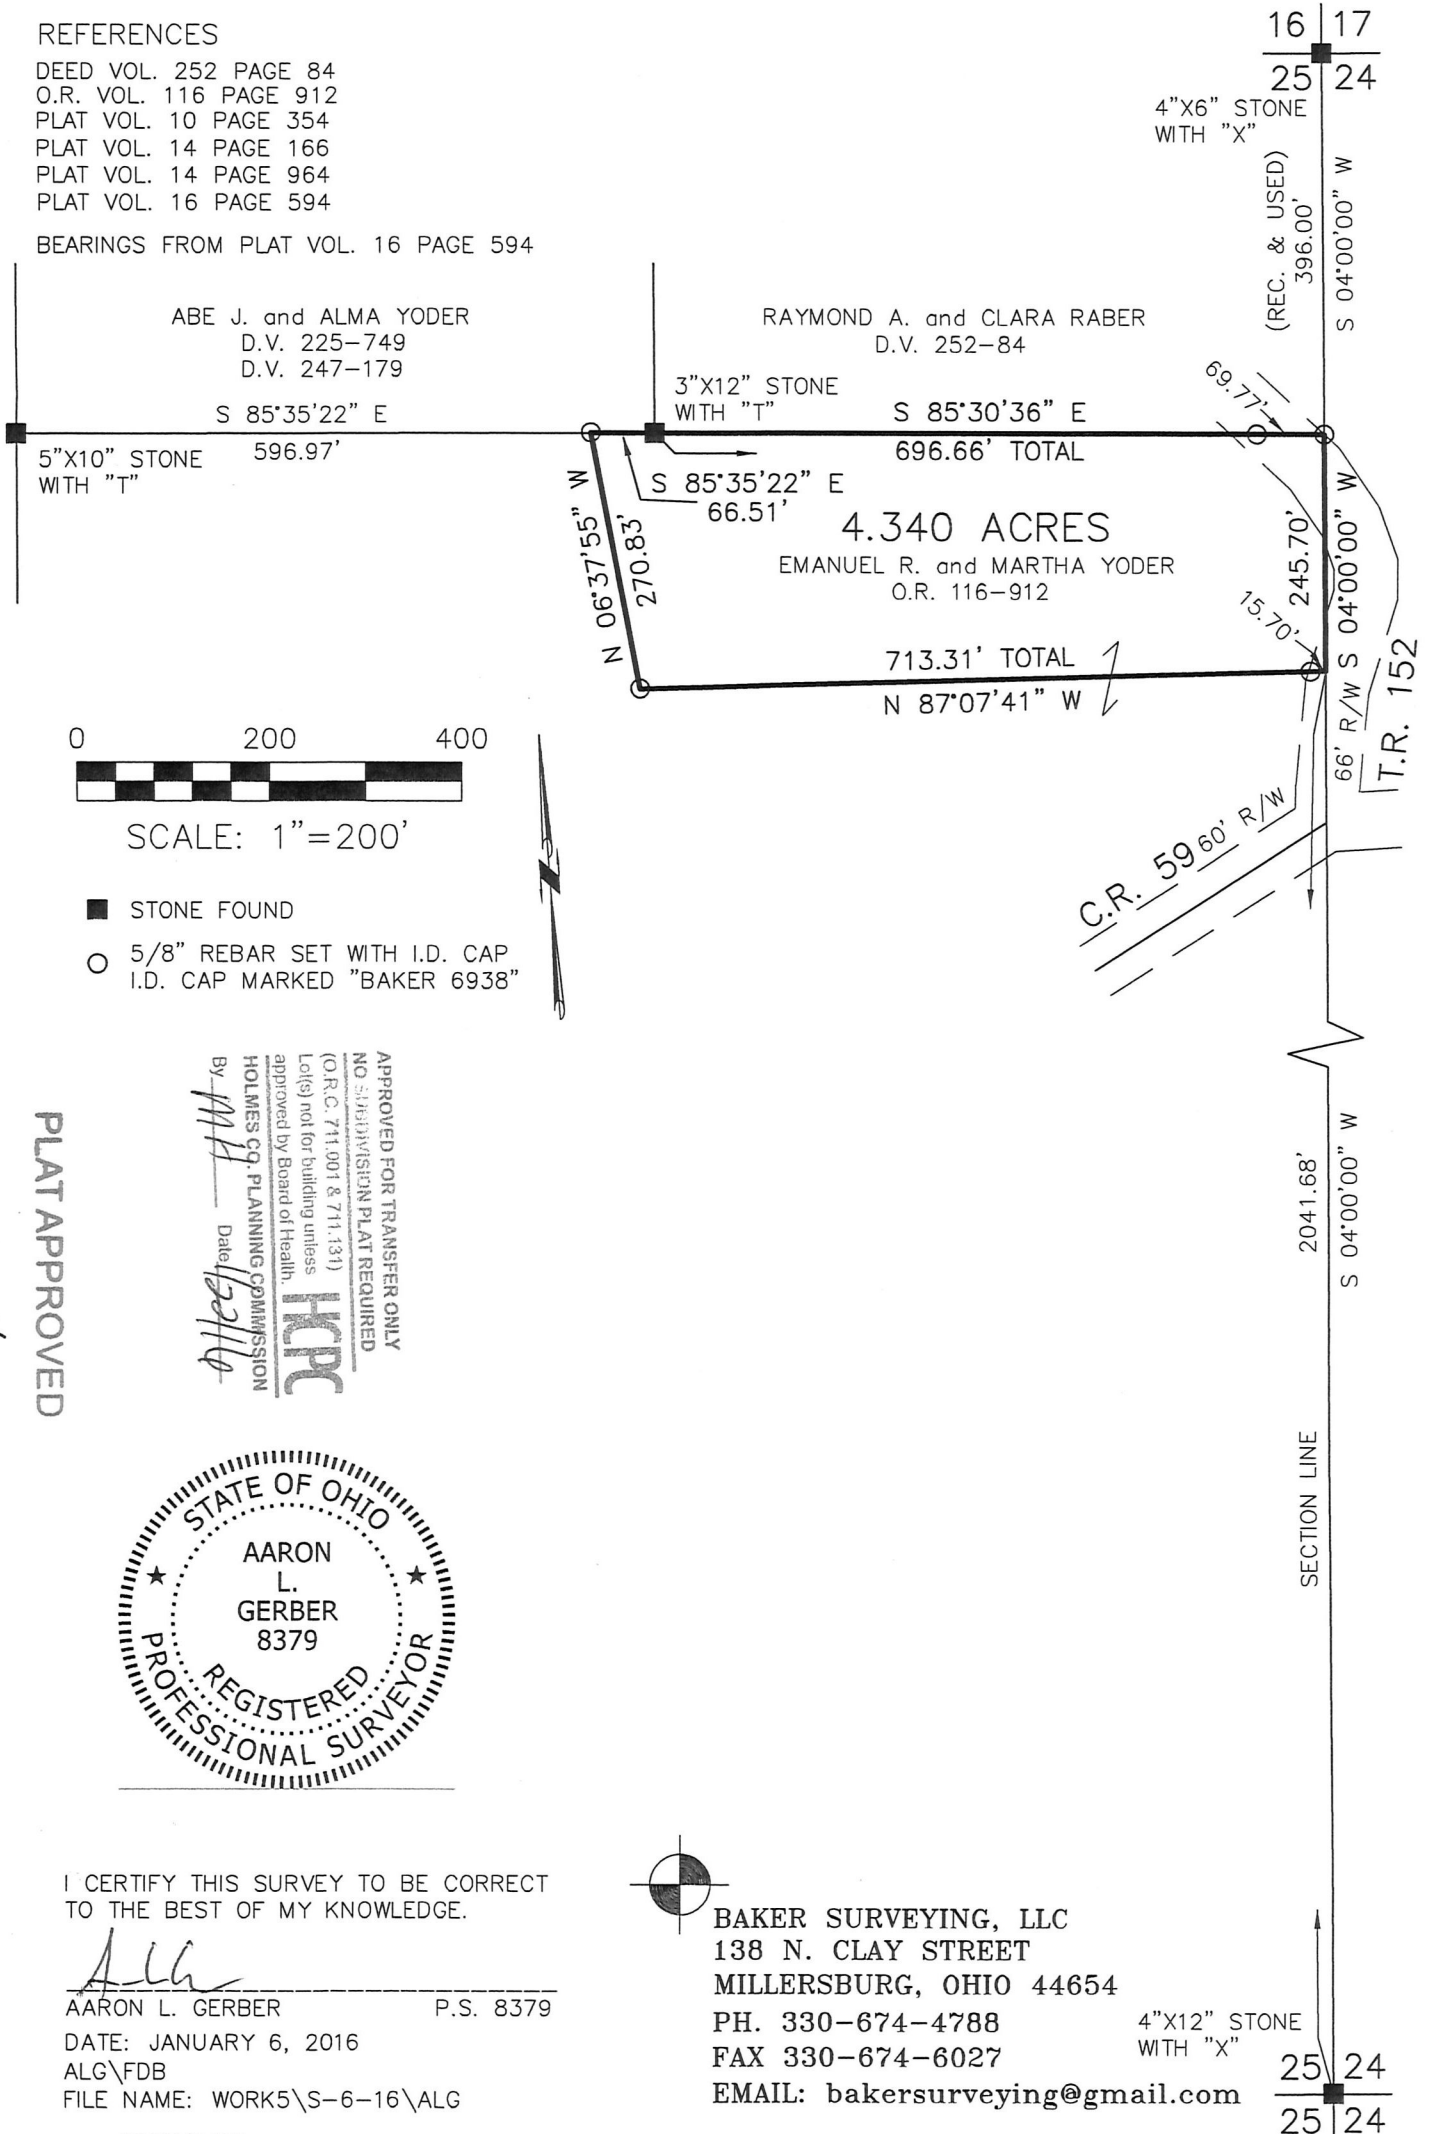 REFERENCES
DEED VOL. 252 PAGE 84
O.R. VOL. 116 PAGE 912
PLAT VOL. 10 PAGE 354
PLAT VOL. 14 PAGE 166
PLAT VOL. 14 PAGE 964
PLAT VOL. 16 PAGE 594
BEARINGS FROM PLAT VOL. 16 PAGE 594
16 17
25 24
4"X6" STONE
WITH "X"
(REC. & USED)
396.00'
S 04°00'00" W
ABE J. and ALMA YODER
D.V. 225-749
D.V. 247-179
S 85°35'22" E
596.97'
5"X10" STONE
WITH "T"
RAYMOND A. and CLARA RABER
D.V. 252-84
3"X12" STONE
WITH "T"
S 85°30'36" E
696.66' TOTAL
69.77'
S 85°35'22" E
66.51'
N 06°37'55" W
270.83'
4.340 ACRES
EMANUEL R. and MARTHA YODER
O.R. 116-912
245.70'
S 04°00'00" W
15.70'
713.31' TOTAL
N 87°07'41" W
66' R/W
T.R. 152
C.R. 59 60' R/W
0 200 400
SCALE: 1"=200'
STONE FOUND
5/8" REBAR SET WITH I.D. CAP
I.D. CAP MARKED "BAKER 6938"
APPROVED FOR TRANSFER ONLY
NO SUBDIVISION PLAT REQUIRED
(O.R.C. 711.001 & 711.131)
Lot(s) not for building unless
approved by Board of Health.
HCPC
HOLMES CO. PLANNING COMMISSION
By MH Date 1/22/16
PLAT APPROVED
2041.68'
S 04°00'00" W
SECTION LINE
STATE OF OHIO
AARON
L.
GERBER
8379
REGISTERED
PROFESSIONAL SURVEYOR
I CERTIFY THIS SURVEY TO BE CORRECT
TO THE BEST OF MY KNOWLEDGE.
AARON L. GERBER P.S. 8379
DATE: JANUARY 6, 2016
ALG\FDB
FILE NAME: WORK5\S-6-16\ALG
BAKER SURVEYING, LLC
138 N. CLAY STREET
MILLERSBURG, OHIO 44654
PH. 330-674-4788
FAX 330-674-6027
EMAIL: bakersurveying@gmail.com
4"X12" STONE
WITH "X"
25 24
25 24